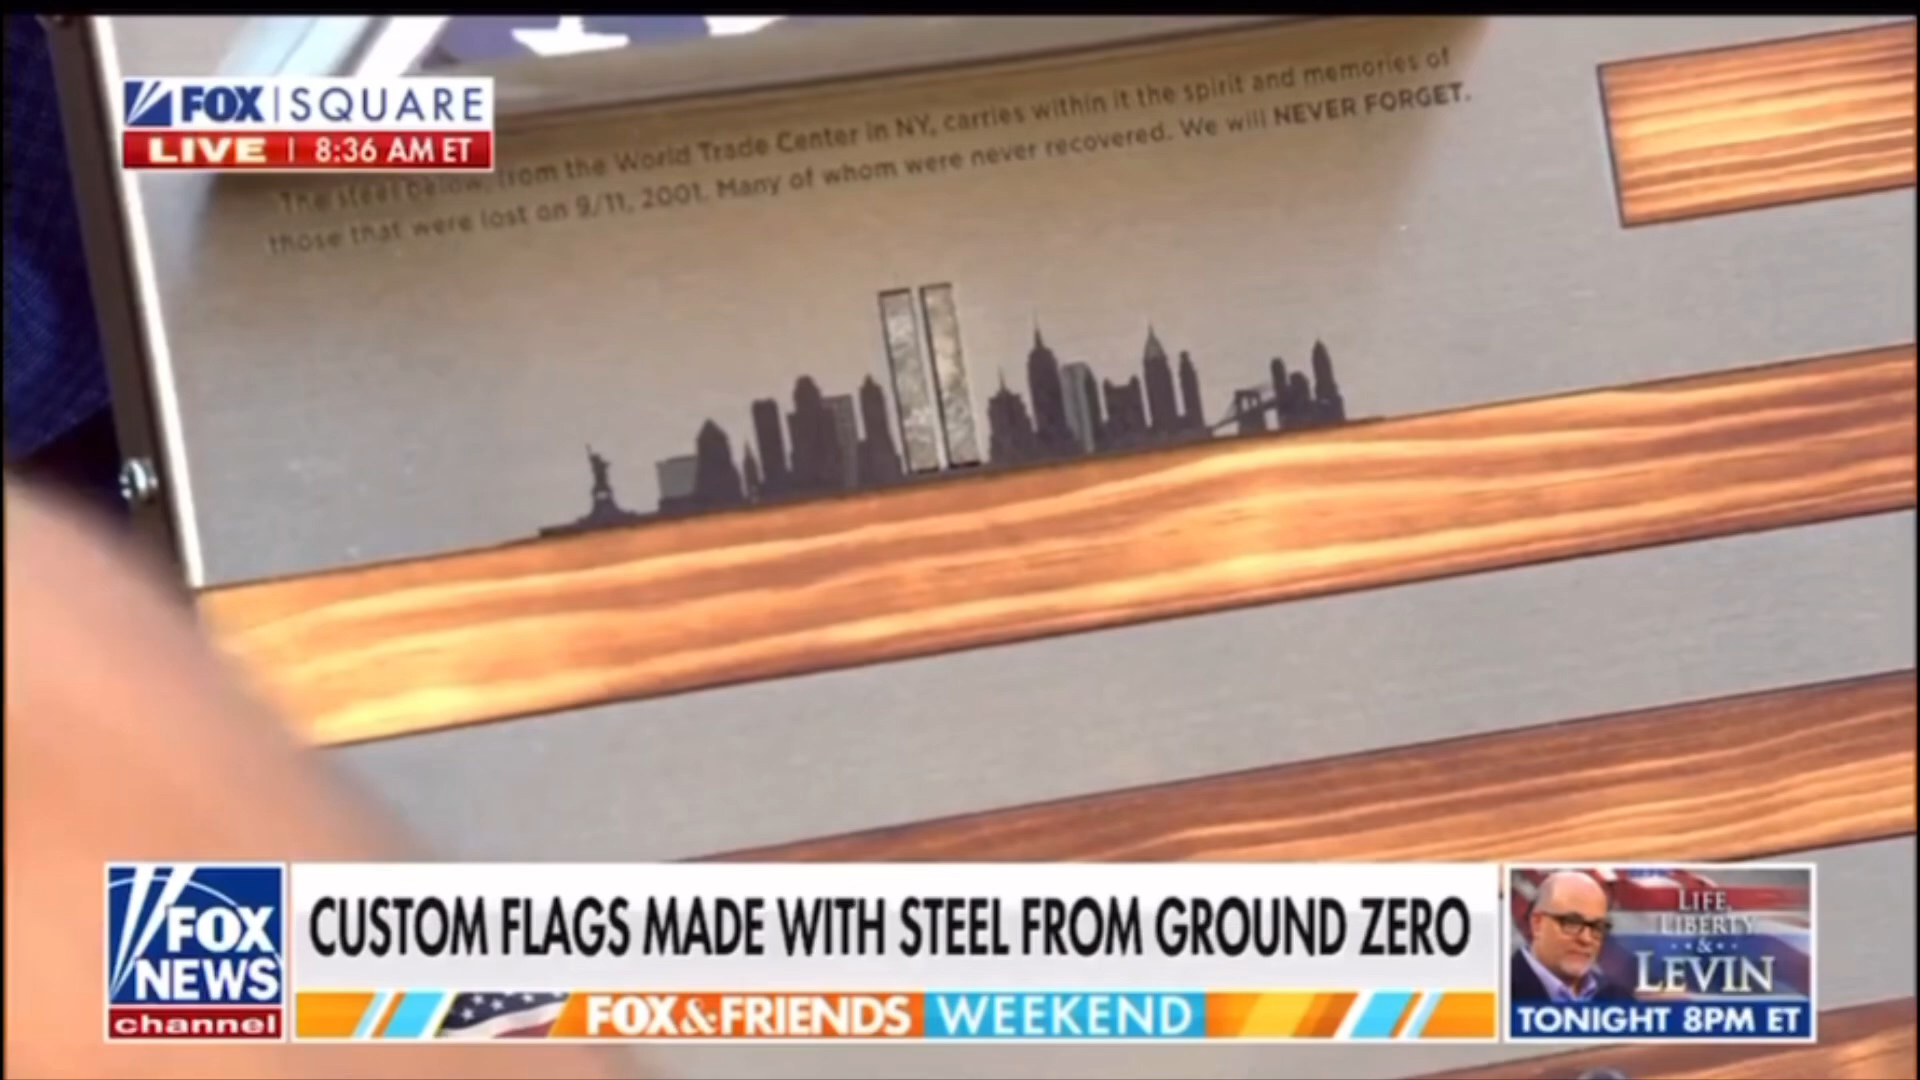 FOX | SQUARE
LIVE | 8:36 AM ET
The steel below, from the World Trade Center in NY, carries within it the spirit and memories of
those that were lost on 9/11, 2001. Many of whom were never recovered. We will NEVER FORGET.
FOX
NEWS
channel
CUSTOM FLAGS MADE WITH STEEL FROM GROUND ZERO
FOX&FRIENDS WEEKEND
LIFE,
LIBERTY
&
LEVIN
TONIGHT 8PM ET